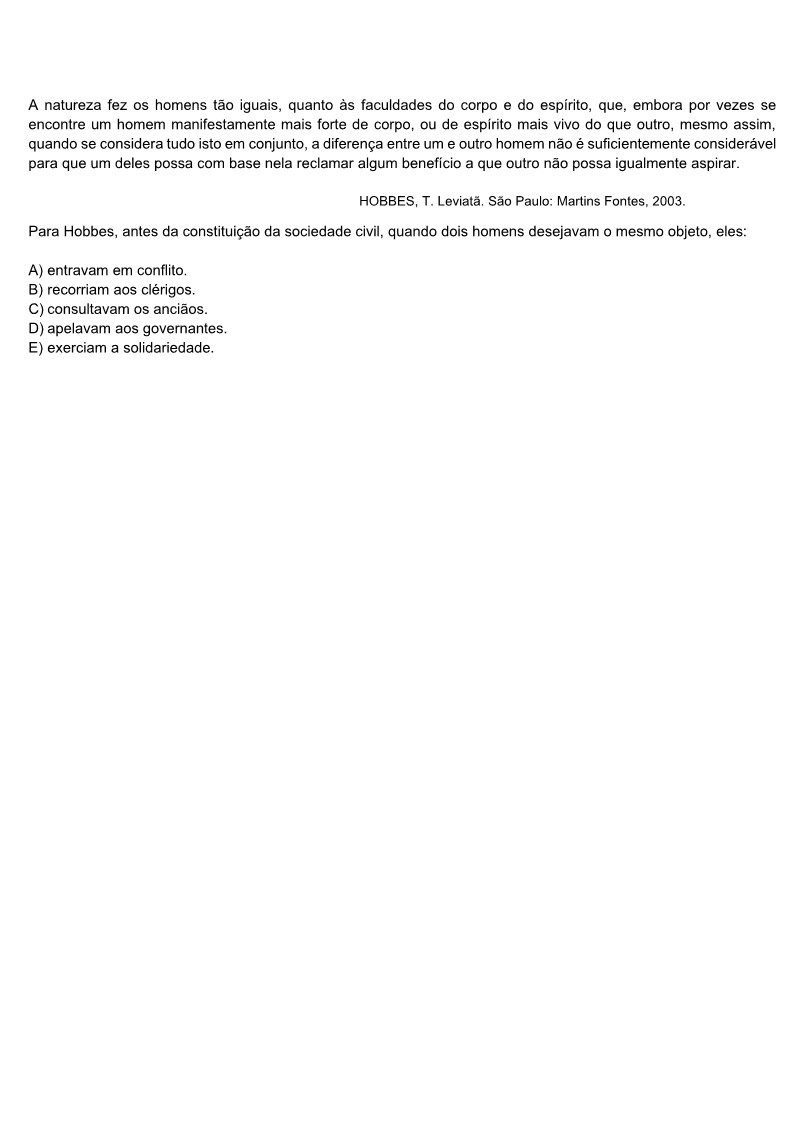 A natureza fez os homens tão iguais, quanto às faculdades do corpo e do espírito, que, embora por vezes se
encontre um homem manifestamente mais forte de corpo, ou de espírito mais vivo do que outro, mesmo assim,
quando se considera tudo isto em conjunto, a diferença entre um e outro homem não é suficientemente considerável
para que um deles possa com base nela reclamar algum benefício a que outro não possa igualmente aspirar.
HOBBES, T. Leviatã. São Paulo: Martins Fontes, 2003.
Para Hobbes, antes da constituição da sociedade civil, quando dois homens desejavam o mesmo objeto, eles:
A) entravam em conflito.
B) recorriam aos clérigos.
C) consultavam os anciãos.
D) apelavam aos governantes.
E) exerciam a solidariedade.